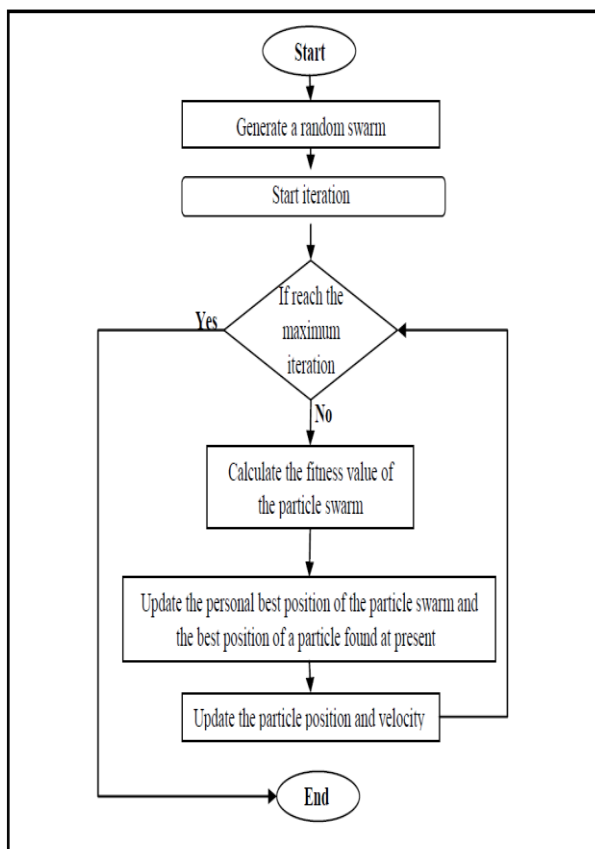 Start
Generate a random swarm
Start iteration
If reach the
maximum
iteration
Yes
No
Calculate the fitness value of
the particle swarm
Update the personal best position of the particle swarm and
the best position of a particle found at present
Update the particle position and velocity
End